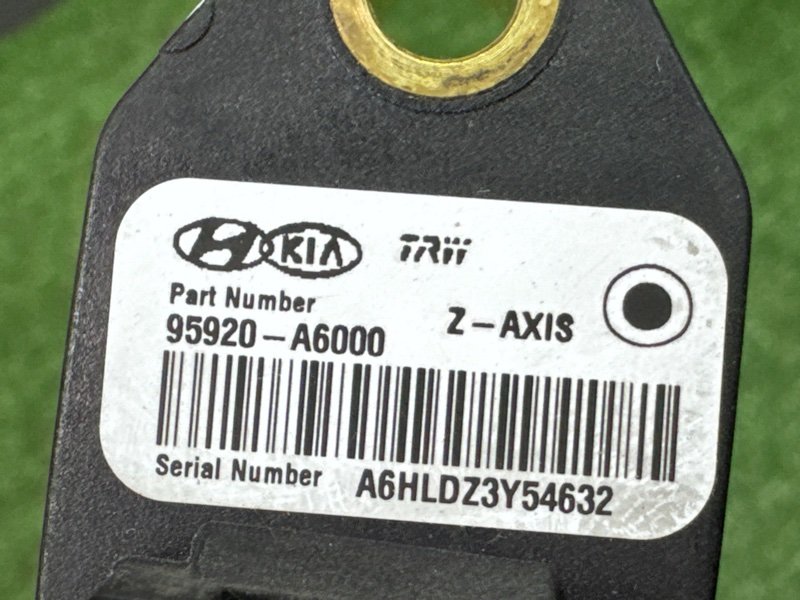 KIA TRW
Part Number
95920-A6000
Z-AXIS
Serial Number A6HLDZ3Y54632